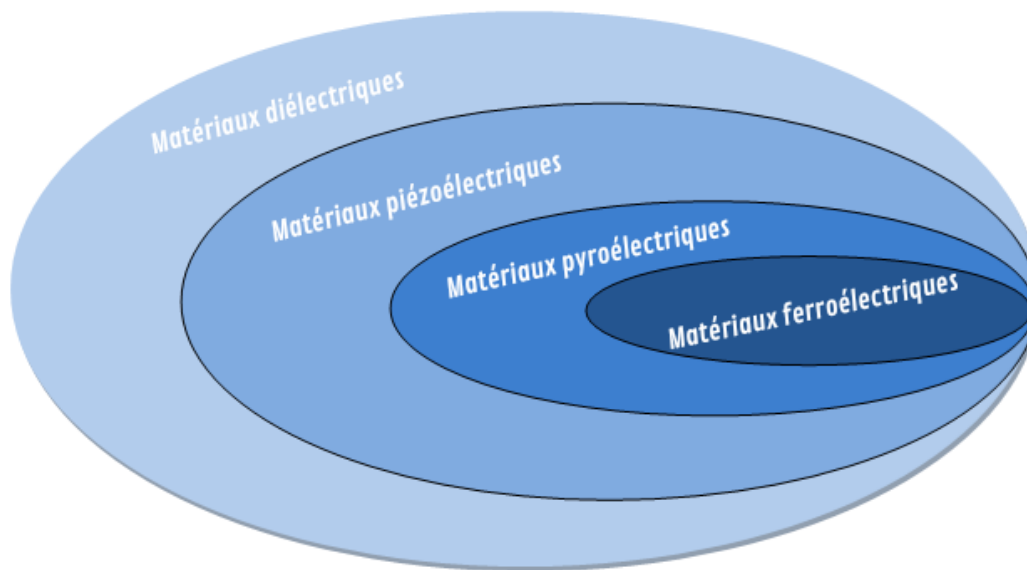 Matériaux diélectriques
Matériaux piézoélectriques
Matériaux pyroélectriques
Matériaux ferroélectriques